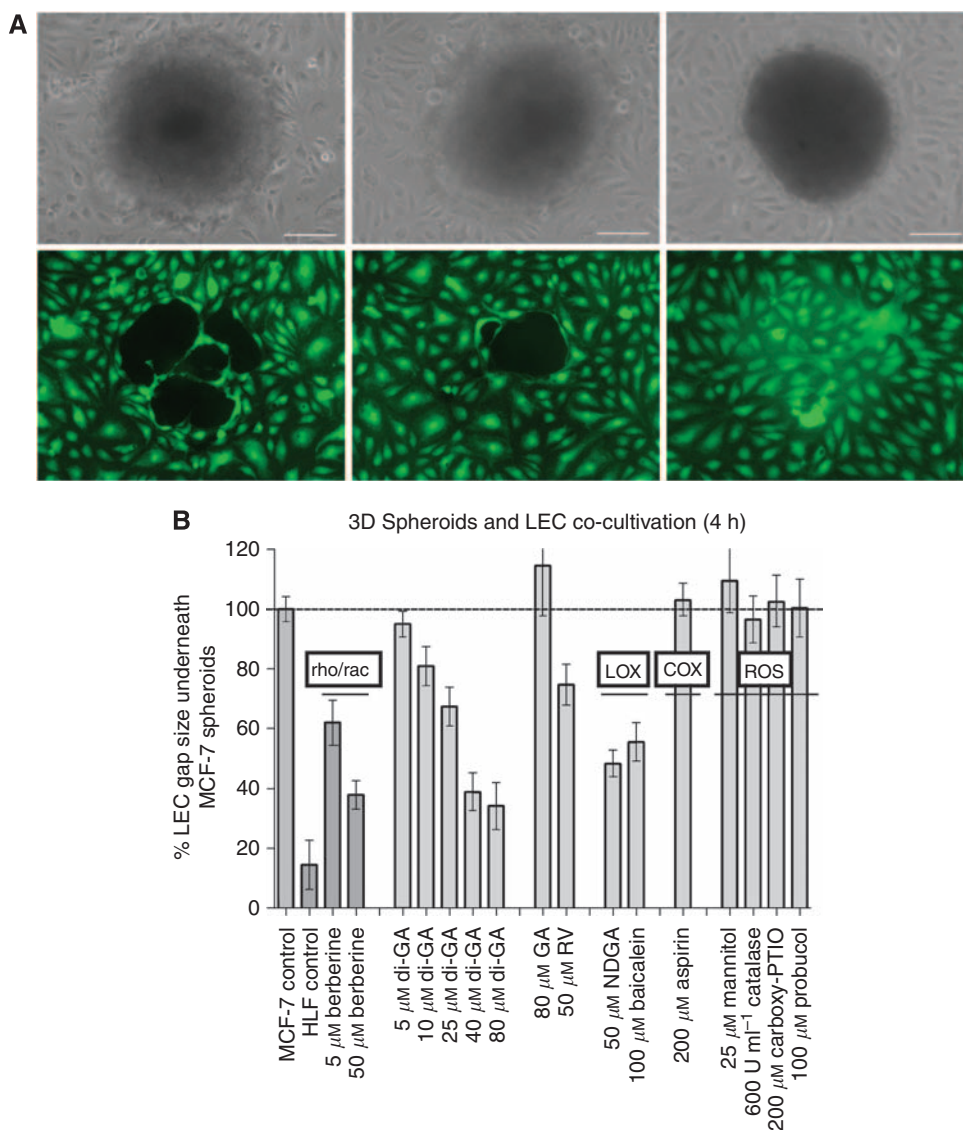 A
B
3D Spheroids and LEC co-cultivation (4 h)
% LEC gap size underneath
MCF-7 spheroids
120
100
80
60
40
20
0
rho/rac
LOX
COX
ROS
MCF-7 control
HLF control
5 μM berberine
50 μM berberine
5 μM di-GA
10 μM di-GA
25 μM di-GA
40 μM di-GA
80 μM di-GA
80 μM GA
50 μM RV
50 μM NDGA
100 μM baicalein
200 μM aspirin
25 μM mannitol
600 U ml⁻¹ catalase
200 μM carboxy-PTIO
100 μM probucol